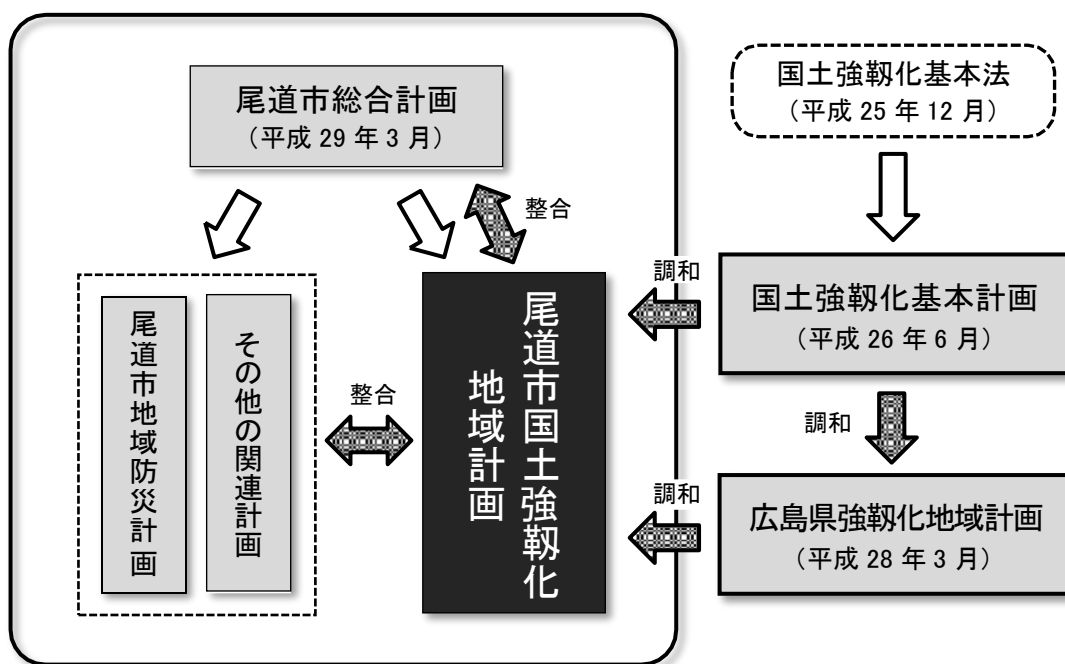 尾道市総合計画
（平成 29 年 3 月）
整合
尾道市地域防災計画
その他の関連計画
整合
尾道市国土強靱化
地域計画
国土強靱化基本法
（平成 25 年 12 月）
調和
国土強靱化基本計画
（平成 26 年 6 月）
調和
調和
広島県強靱化地域計画
（平成 28 年 3 月）